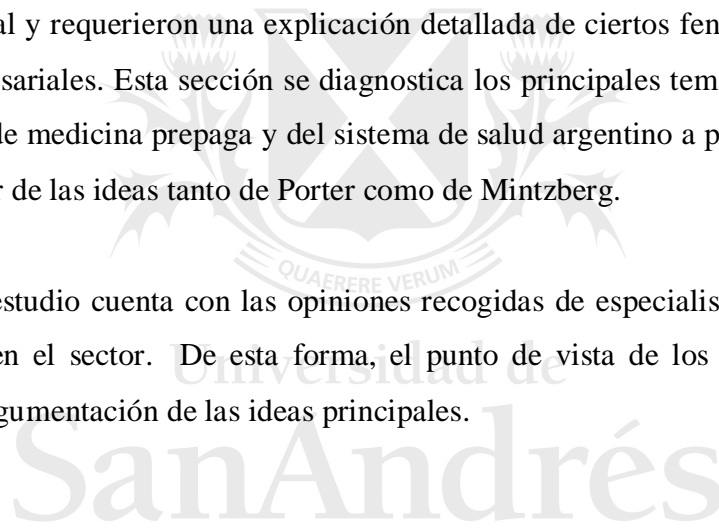 al y requerieron una explicación detallada de ciertos fen
sariales. Esta sección se diagnostica los principales tem
de medicina prepaga y del sistema de salud argentino a p
r de las ideas tanto de Porter como de Mintzberg.
QUAERERE VERUM
estudio cuenta con las opiniones recogidas de especialis
en el sector. De esta forma, el punto de vista de los
Universidad de
gumentación de las ideas principales.
SanAndrés